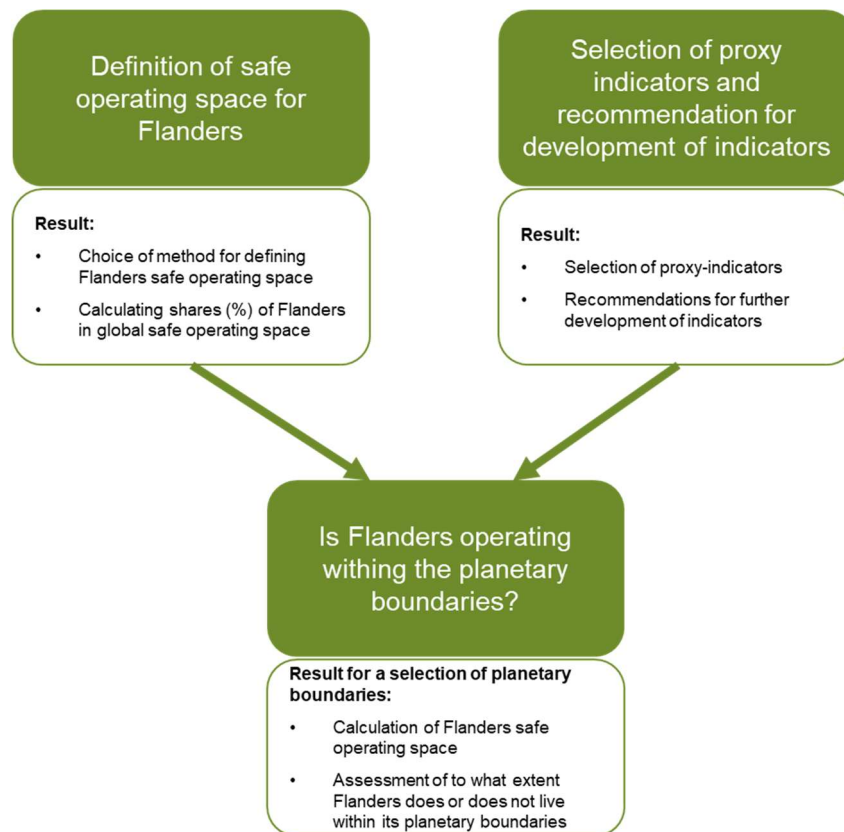 Definition of safe
operating space for
Flanders
Result:
• Choice of method for defining
Flanders safe operating space
• Calculating shares (%) of Flanders
in global safe operating space
Selection of proxy
indicators and
recommendation for
development of indicators
Result:
• Selection of proxy-indicators
• Recommendations for further
development of indicators
Is Flanders operating
withing the planetary
boundaries?
Result for a selection of planetary
boundaries:
• Calculation of Flanders safe
operating space
• Assessment of to what extent
Flanders does or does not live
within its planetary boundaries